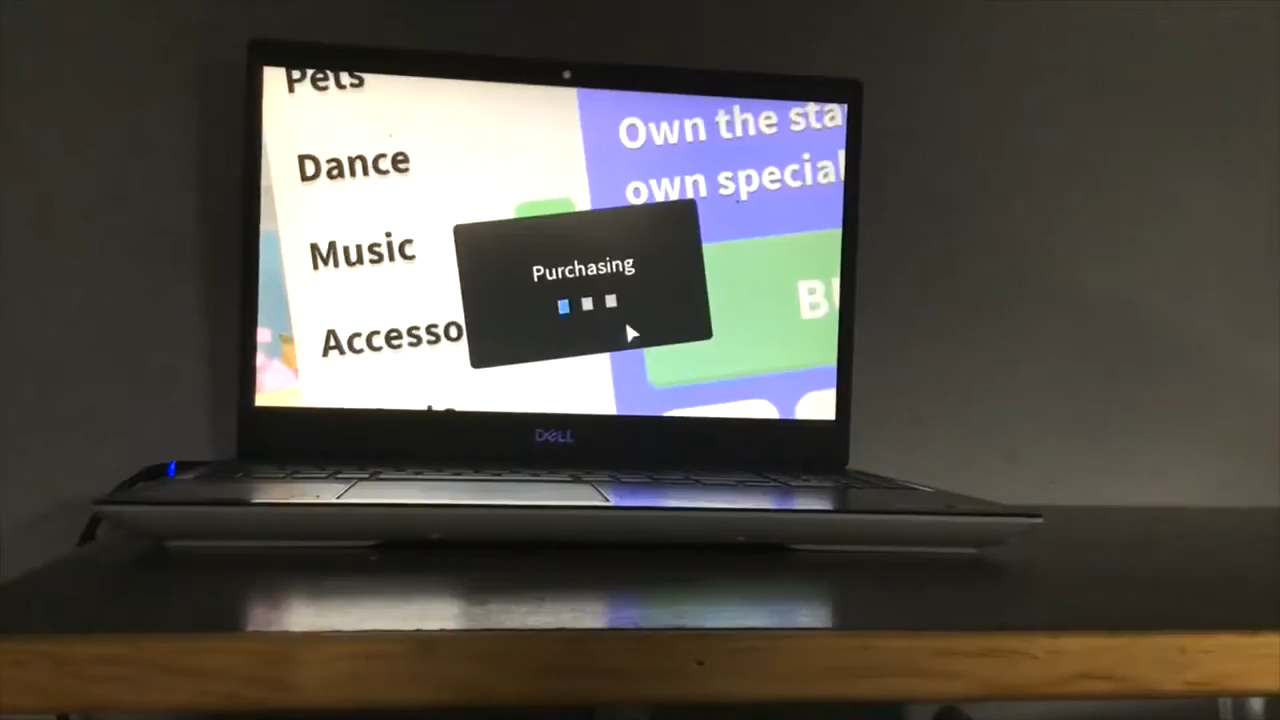 Pets
Dance
Music
Accesso
Own the sta
own special
Purchasing
DELL